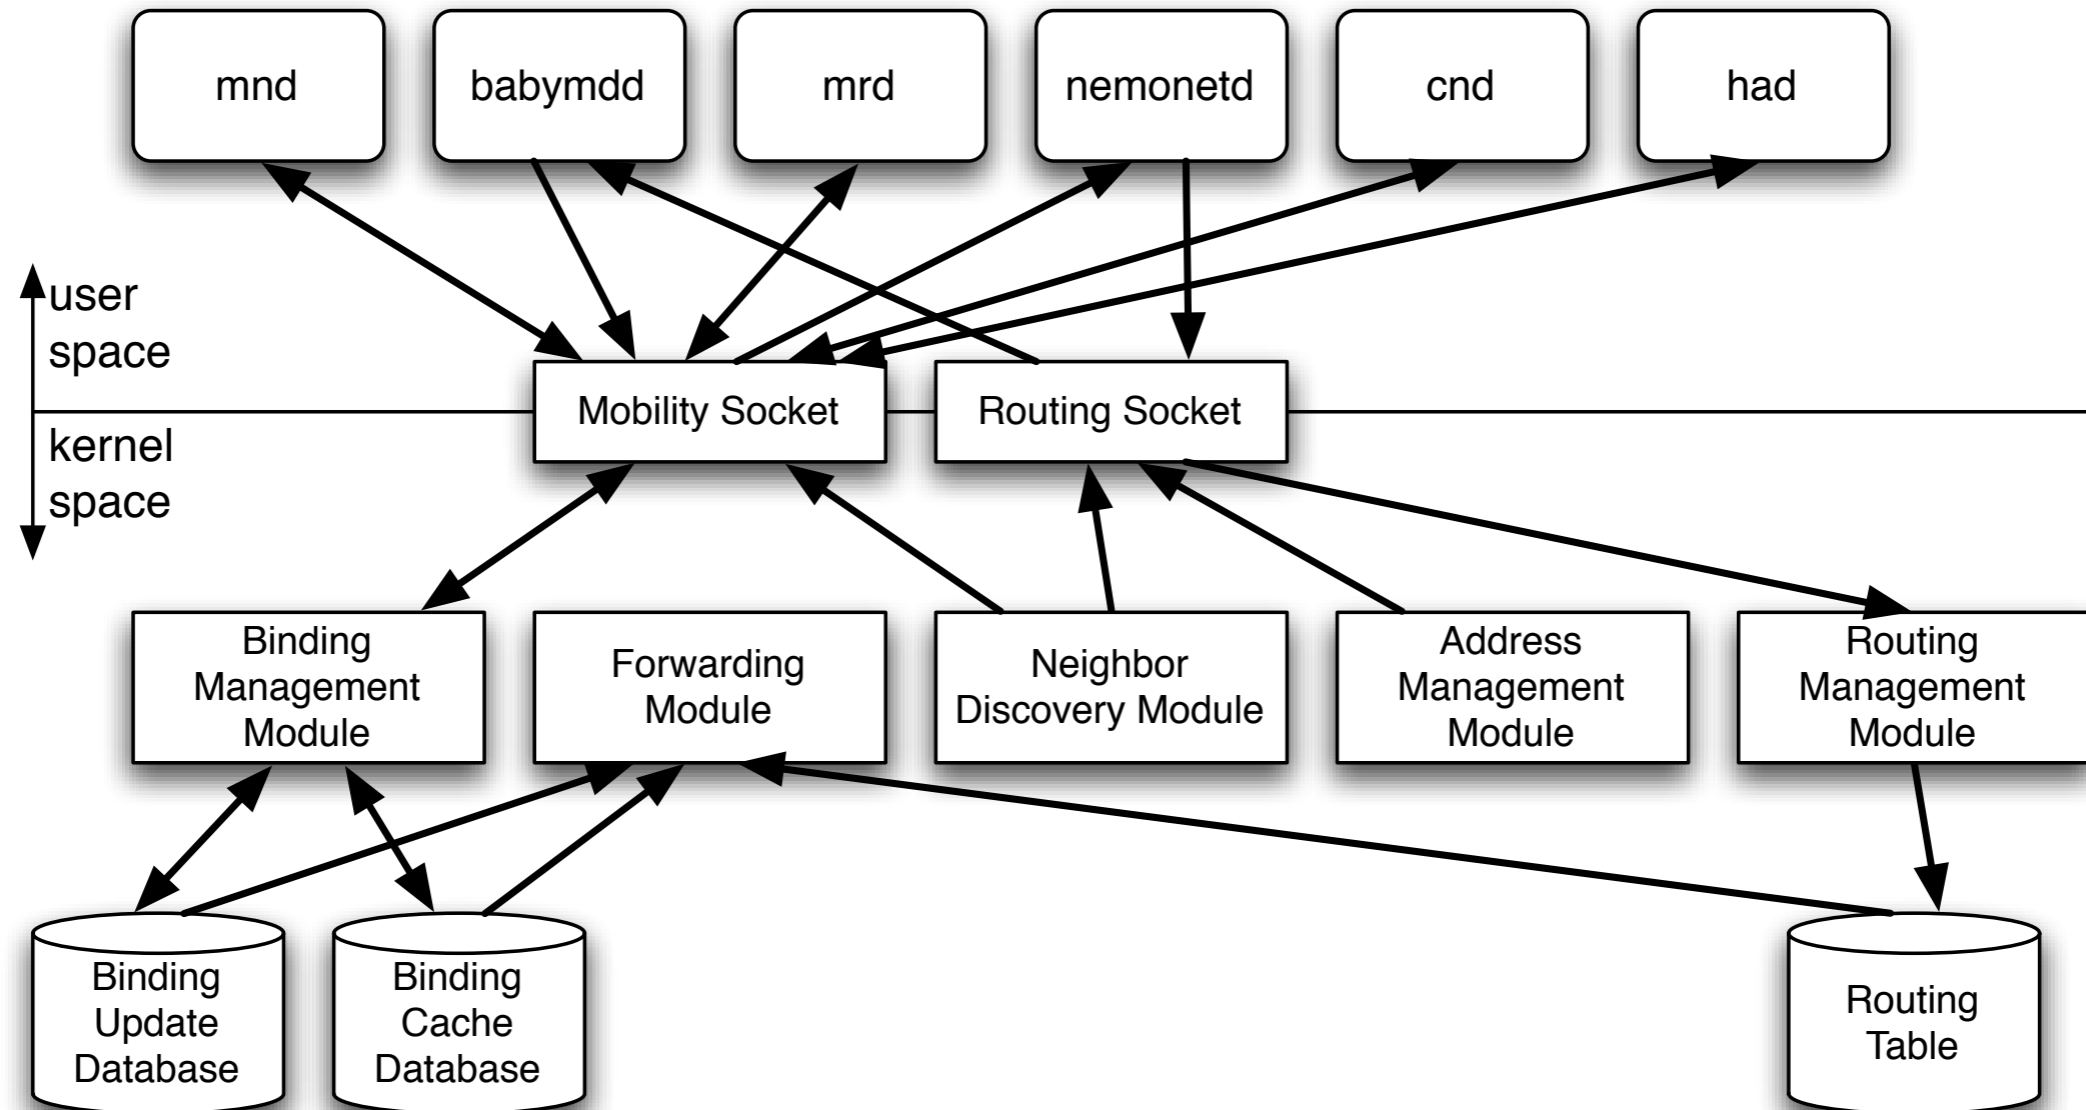 mnd
babymdd
mrd
nemonetd
cnd
had
user
space
Mobility Socket
Routing Socket
kernel
space
Binding
Management
Module
Forwarding
Module
Neighbor
Discovery Module
Address
Management
Module
Routing
Management
Module
Binding
Update
Database
Binding
Cache
Database
Routing
Table